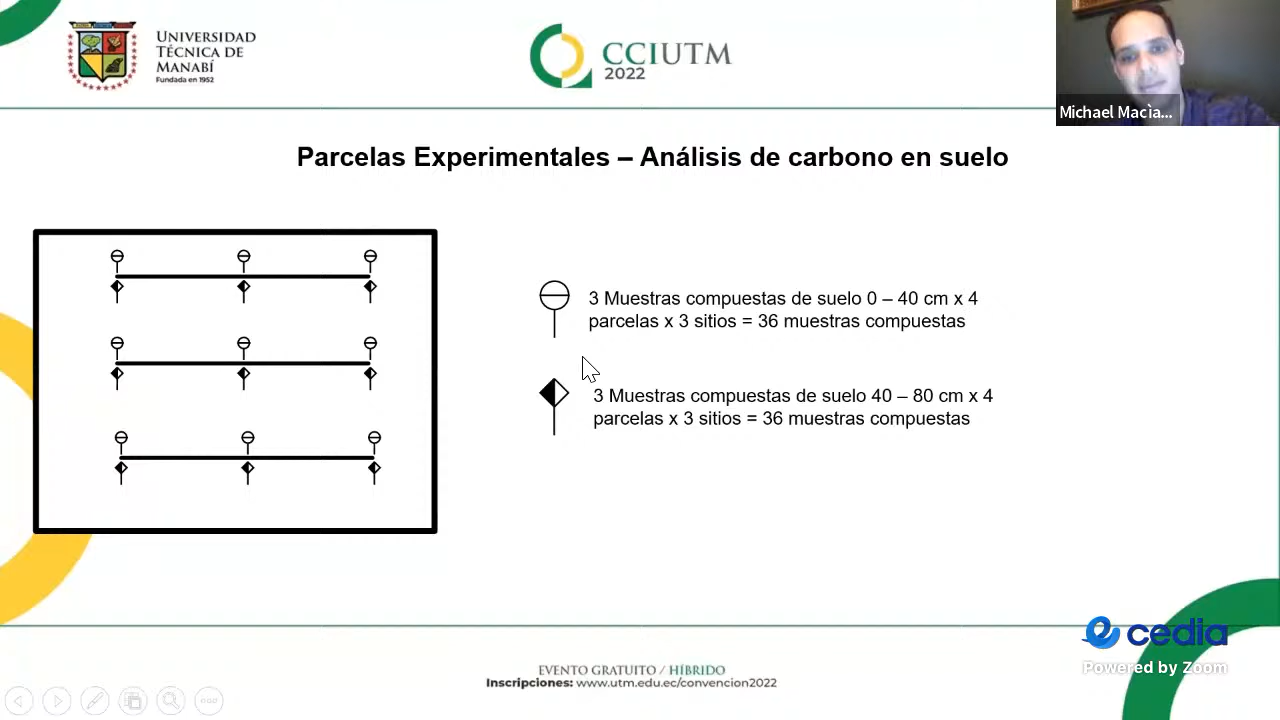 UNIVERSIDAD
TÉCNICA DE
MANABÍ
Fundada en 1952
CCIUTM
2022
Michael Macìa...
Parcelas Experimentales – Análisis de carbono en suelo
3 Muestras compuestas de suelo 0 – 40 cm x 4
parcelas x 3 sitios = 36 muestras compuestas
3 Muestras compuestas de suelo 40 – 80 cm x 4
parcelas x 3 sitios = 36 muestras compuestas
cedia
Powered by Zoom
EVENTO GRATUITO / HÍBRIDO
Inscripciones: www.utm.edu.ec/convencion2022